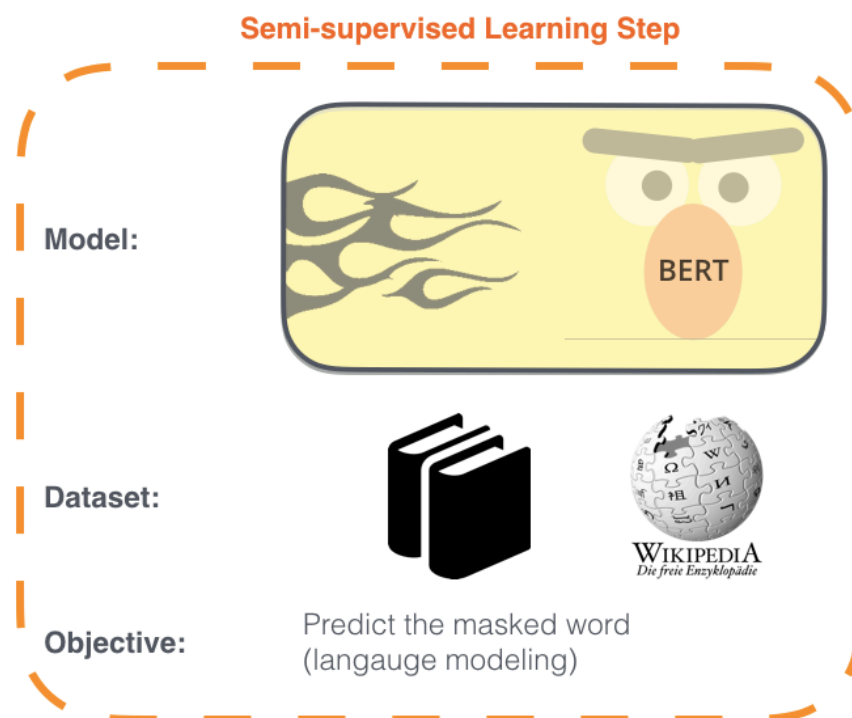 Semi-supervised Learning Step
Model:
BERT
Dataset:
WIKIPEDIA
Die freie Enzyklopädie
Objective:
Predict the masked word
(langauge modeling)